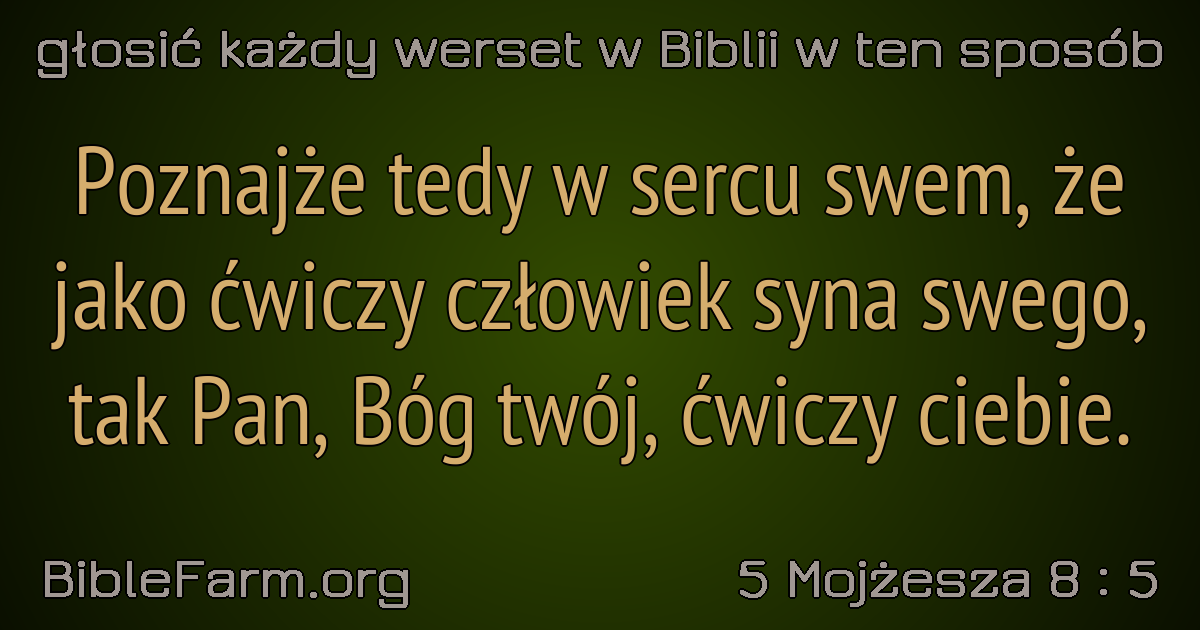 głosić każdy werset w Biblii w ten sposób
Poznajże tedy w sercu swem, że
jako ćwiczy człowiek syna swego,
tak Pan, Bóg twój, ćwiczy ciebie.
BibleFarm.org
5 Mojżesza 8 : 5